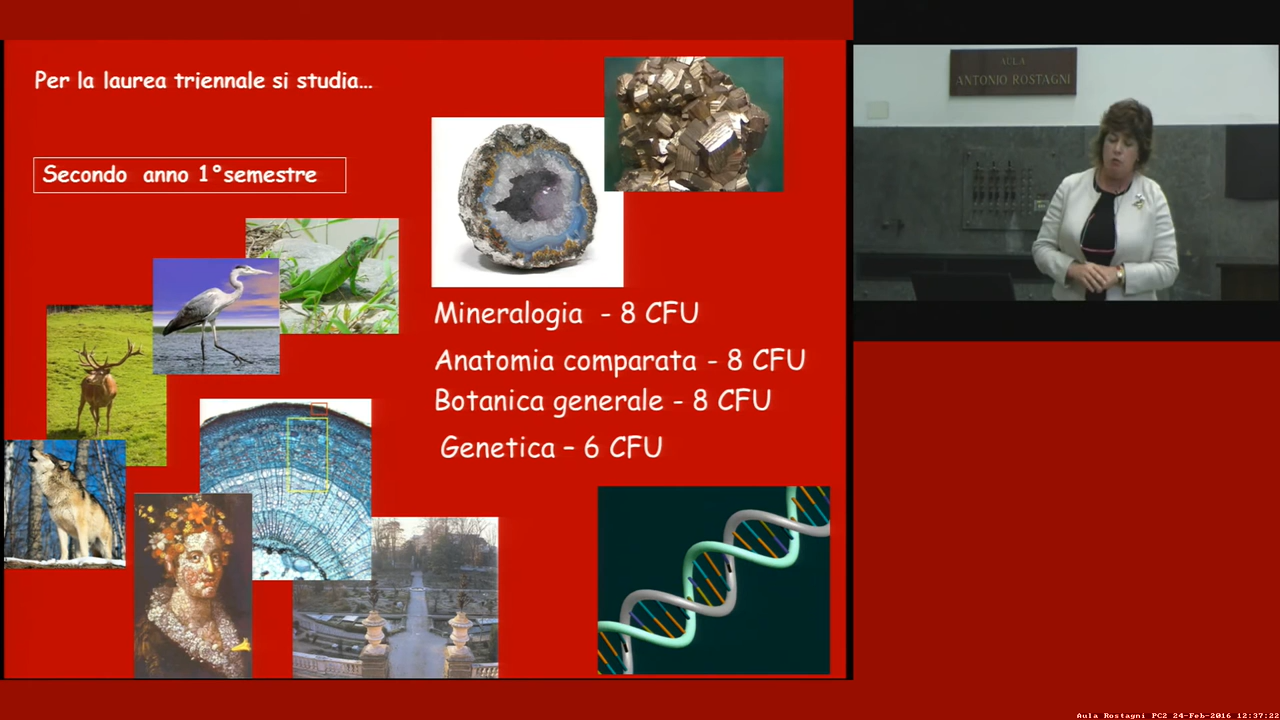 Per la laurea triennale si studia...
Secondo anno 1°semestre
Mineralogia - 8 CFU
Anatomia comparata - 8 CFU
Botanica generale - 8 CFU
Genetica – 6 CFU
AULA
ANTONIO ROSTAGNI
Aula Rostagni PC2 24-Feb-2016 12:37:22